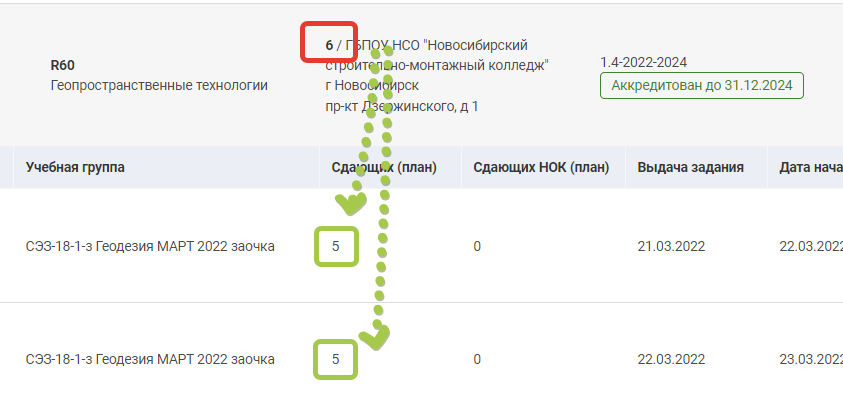 R60
Геопространственные технологии
6 / ГБПОУ НСО "Новосибирский
строительно-монтажный колледж"
г Новосибирск
пр-кт Дзержинского, д 1
1.4-2022-2024
Аккредитован до 31.12.2024
Учебная группа Сдающих (план) Сдающих НОК (план) Выдача задания Дата нача
СЭЗ-18-1-з Геодезия МАРТ 2022 заочка 5 0 21.03.2022 22.03.2022
СЭЗ-18-1-з Геодезия МАРТ 2022 заочка 5 0 22.03.2022 23.03.2022